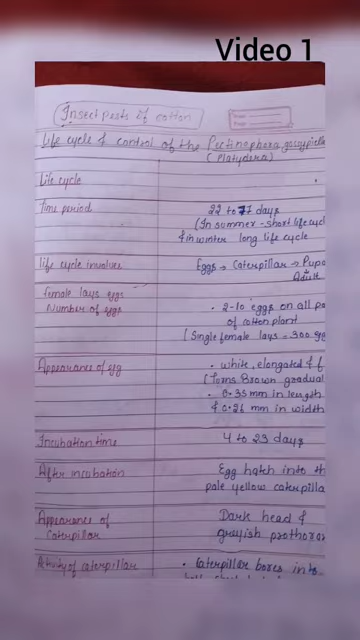 Video 1
Insect pests of cotton
Life cycle & control of the Pectinophora gossypiella
(Platydera)
Life cycle
Time period
22 to 77 days
(In summer - short life cycl
& in winter long life cycle
life cycle involves
Eggs → Caterpillar → Pupa
Adult
female lays eggs
Number of eggs
• 2-10 eggs on all pa
of cotton plant
(Single female lays = 300 egg
Appearance of egg
• white, elongated & f
(Turns Brown gradual
• 0.35 mm in length
& 0.26 mm in width
Incubation time
4 to 23 days
After incubation
Egg hatch into th
pale yellow caterpilla
Appearance of
Caterpillar
Dark head &
greyish prothorax
Activity of caterpillar
• Caterpillar bores into